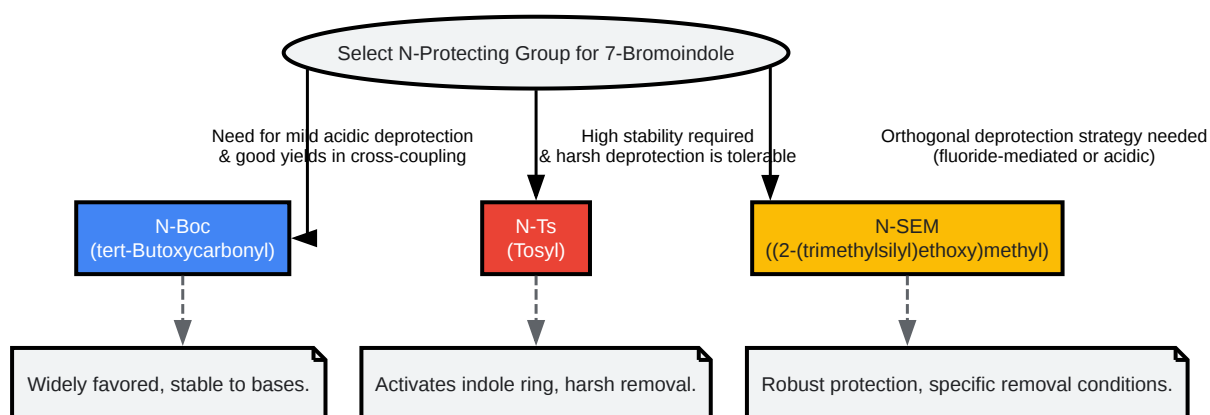 Select N-Protecting Group for 7-Bromoindole
Need for mild acidic deprotection
& good yields in cross-coupling
High stability required
& harsh deprotection is tolerable
Orthogonal deprotection strategy needed
(fluoride-mediated or acidic)
N-Boc
(tert-Butoxycarbonyl)
N-Ts
(Tosyl)
N-SEM
((2-(trimethylsilyl)ethoxy)methyl)
Widely favored, stable to bases.
Activates indole ring, harsh removal.
Robust protection, specific removal conditions.